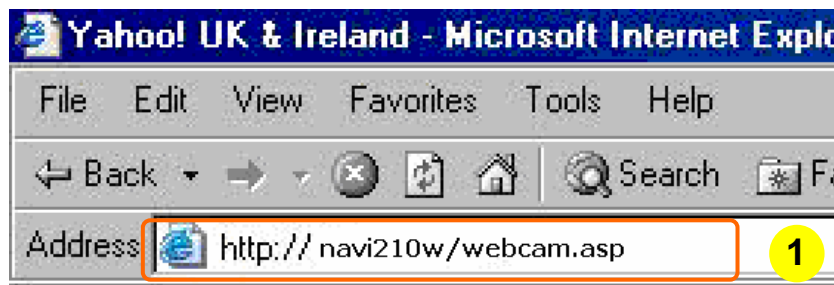 Yahoo! UK & Ireland - Microsoft Internet Explo
File Edit View Favorites Tools Help
Back Search Fa
Address http:// navi210w/webcam.asp 1